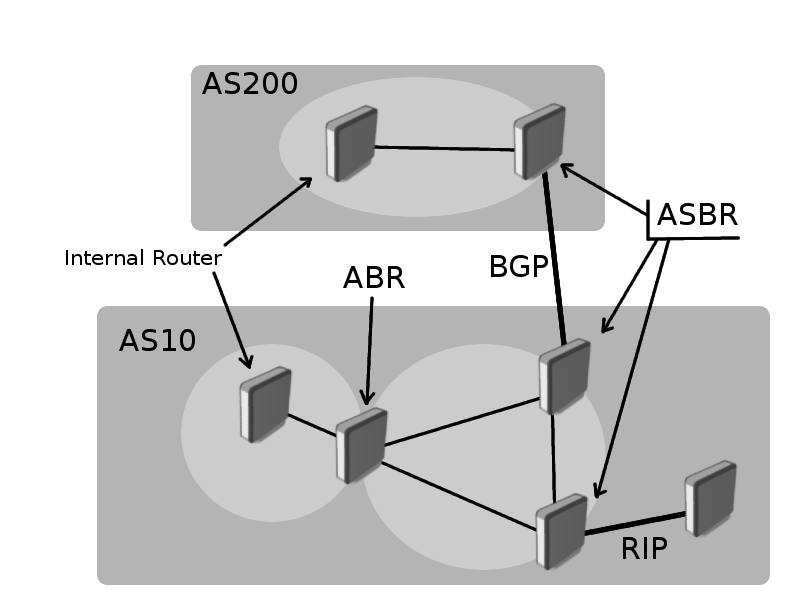 AS200
ASBR
Internal Router
BGP
ABR
AS10
RIP